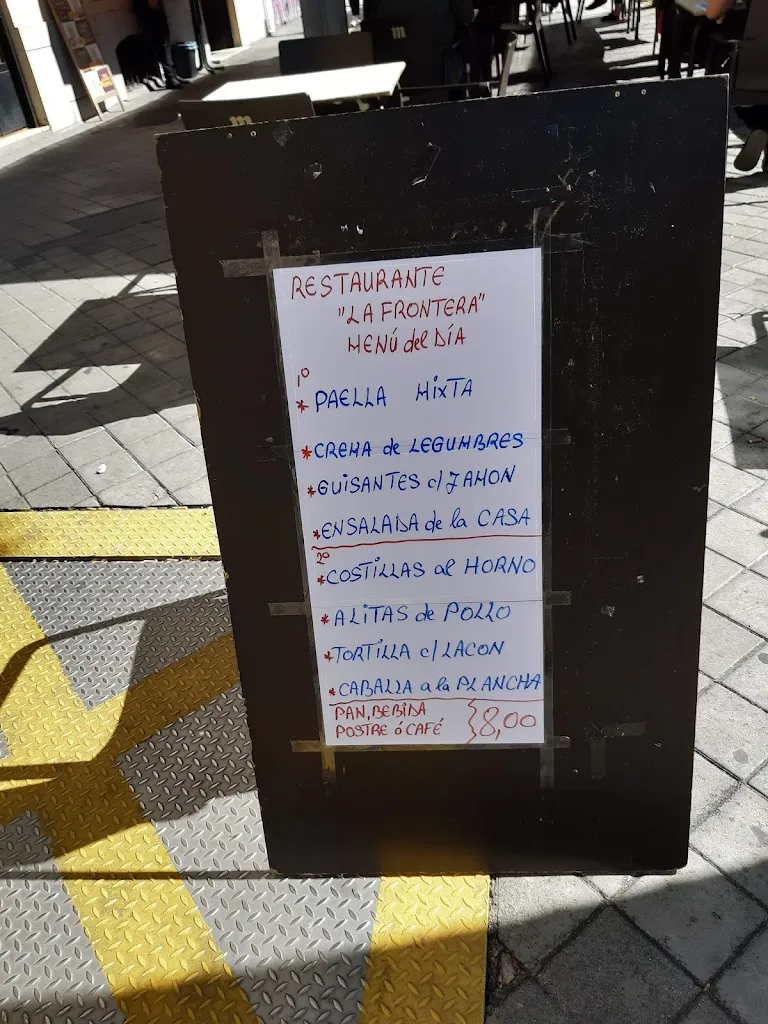 RESTAURANTE
"LA FRONTERA"
MENÚ del DÍA
1º
* PAELLA MIXTA
* CREMA de LEGUMBRES
* GUISANTES c/JAMON
* ENSALADA de la CASA
2º
* COSTILLAS al HORNO
* ALITAS de POLLO
* TORTILLA c/LACON
* CABALLA a la PLANCHA
PAN, BEBIDA
POSTRE ó CAFÉ } 8,00